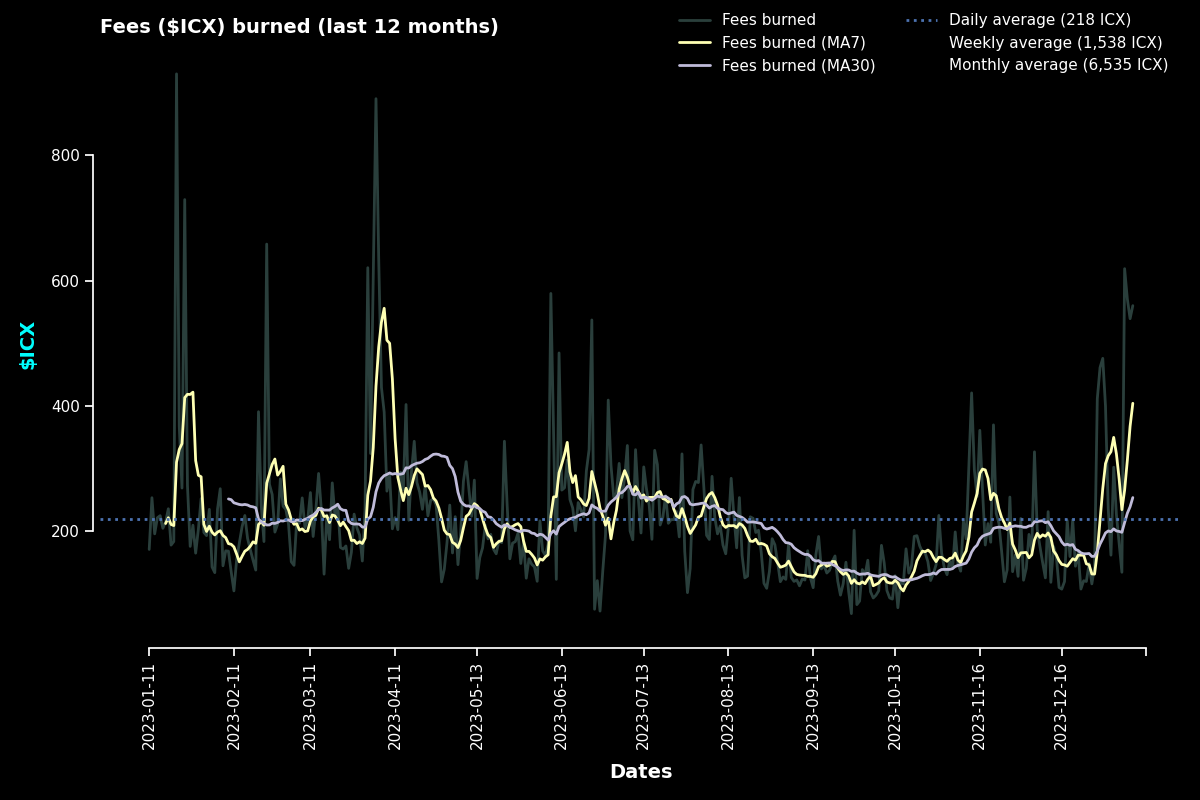 Fees ($ICX) burned (last 12 months)
Fees burned
Fees burned (MA7)
Fees burned (MA30)
Daily average (218 ICX)
Weekly average (1,538 ICX)
Monthly average (6,535 ICX)
$ICX
800
600
400
200
2023-01-11
2023-02-11
2023-03-11
2023-04-11
2023-05-13
2023-06-13
2023-07-13
2023-08-13
2023-09-13
2023-10-13
2023-11-16
2023-12-16
Dates